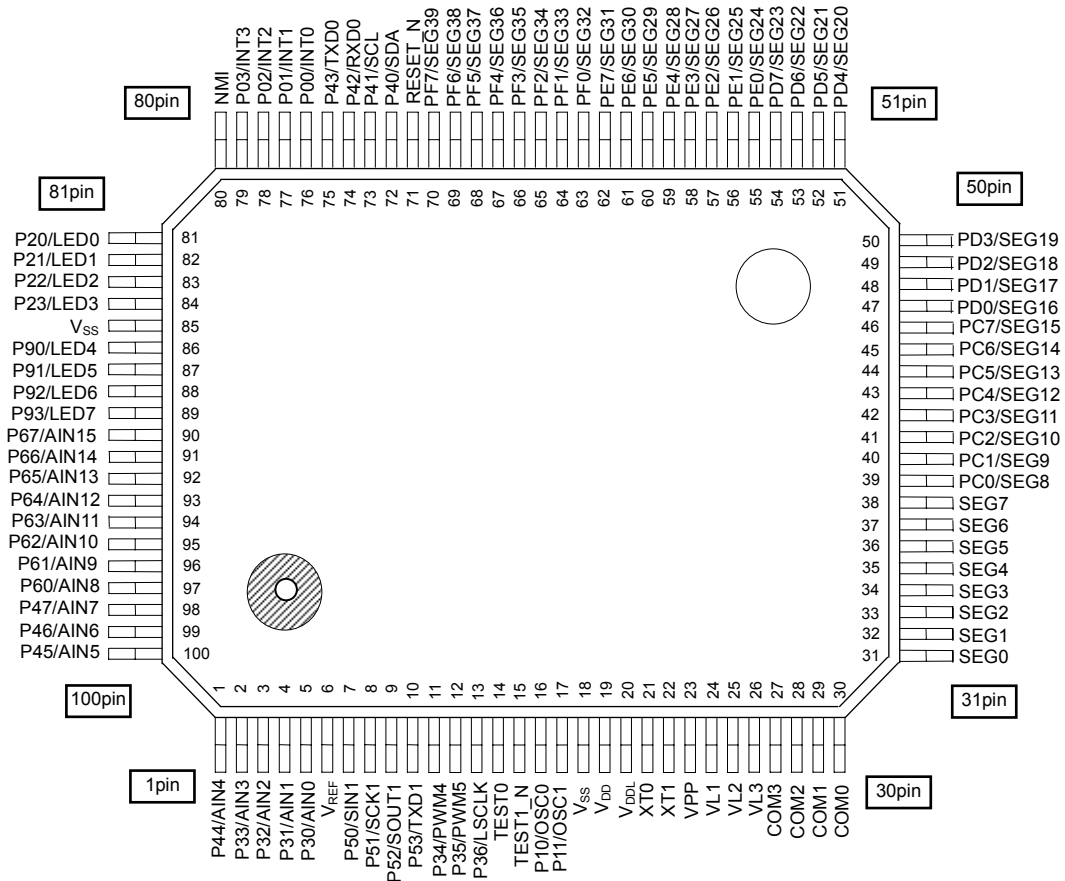 NMI
P03/INT3
P02/INT2
P01/INT1
P00/INT0
P43/TXD0
P42/RXD0
P41/SCL
P40/SDA
RESET_N
PF7/SEG39
PF6/SEG38
PF5/SEG37
PF4/SEG36
PF3/SEG35
PF2/SEG34
PF1/SEG33
PF0/SEG32
PE7/SEG31
PE6/SEG30
PE5/SEG29
PE4/SEG28
PE3/SEG27
PE2/SEG26
PE1/SEG25
PE0/SEG24
PD7/SEG23
PD6/SEG22
PD5/SEG21
PD4/SEG20
80pin
51pin
81pin
50pin
80 79 78 77 76 75 74 73 72 71 70 69 68 67 66 65 64 63 62 61 60 59 58 57 56 55 54 53 52 51
P20/LED0 81
P21/LED1 82
P22/LED2 83
P23/LED3 84
VSS 85
P90/LED4 86
P91/LED5 87
P92/LED6 88
P93/LED7 89
P67/AIN15 90
P66/AIN14 91
P65/AIN13 92
P64/AIN12 93
P63/AIN11 94
P62/AIN10 95
P61/AIN9 96
P60/AIN8 97
P47/AIN7 98
P46/AIN6 99
P45/AIN5 100
50 PD3/SEG19
49 PD2/SEG18
48 PD1/SEG17
47 PD0/SEG16
46 PC7/SEG15
45 PC6/SEG14
44 PC5/SEG13
43 PC4/SEG12
42 PC3/SEG11
41 PC2/SEG10
40 PC1/SEG9
39 PC0/SEG8
38 SEG7
37 SEG6
36 SEG5
35 SEG4
34 SEG3
33 SEG2
32 SEG1
31 SEG0
1 2 3 4 5 6 7 8 9 10 11 12 13 14 15 16 17 18 19 20 21 22 23 24 25 26 27 28 29 30
100pin
31pin
1pin
30pin
P44/AIN4
P33/AIN3
P32/AIN2
P31/AIN1
P30/AIN0
VREF
P50/SIN1
P51/SCK1
P52/SOUT1
P53/TXD1
P34/PWM4
P35/PWM5
P36/LSCLK
TEST0
TEST1_N
P10/OSC0
P11/OSC1
VSS
VDD
VDDL
XT0
XT1
VPP
VL1
VL2
VL3
COM3
COM2
COM1
COM0